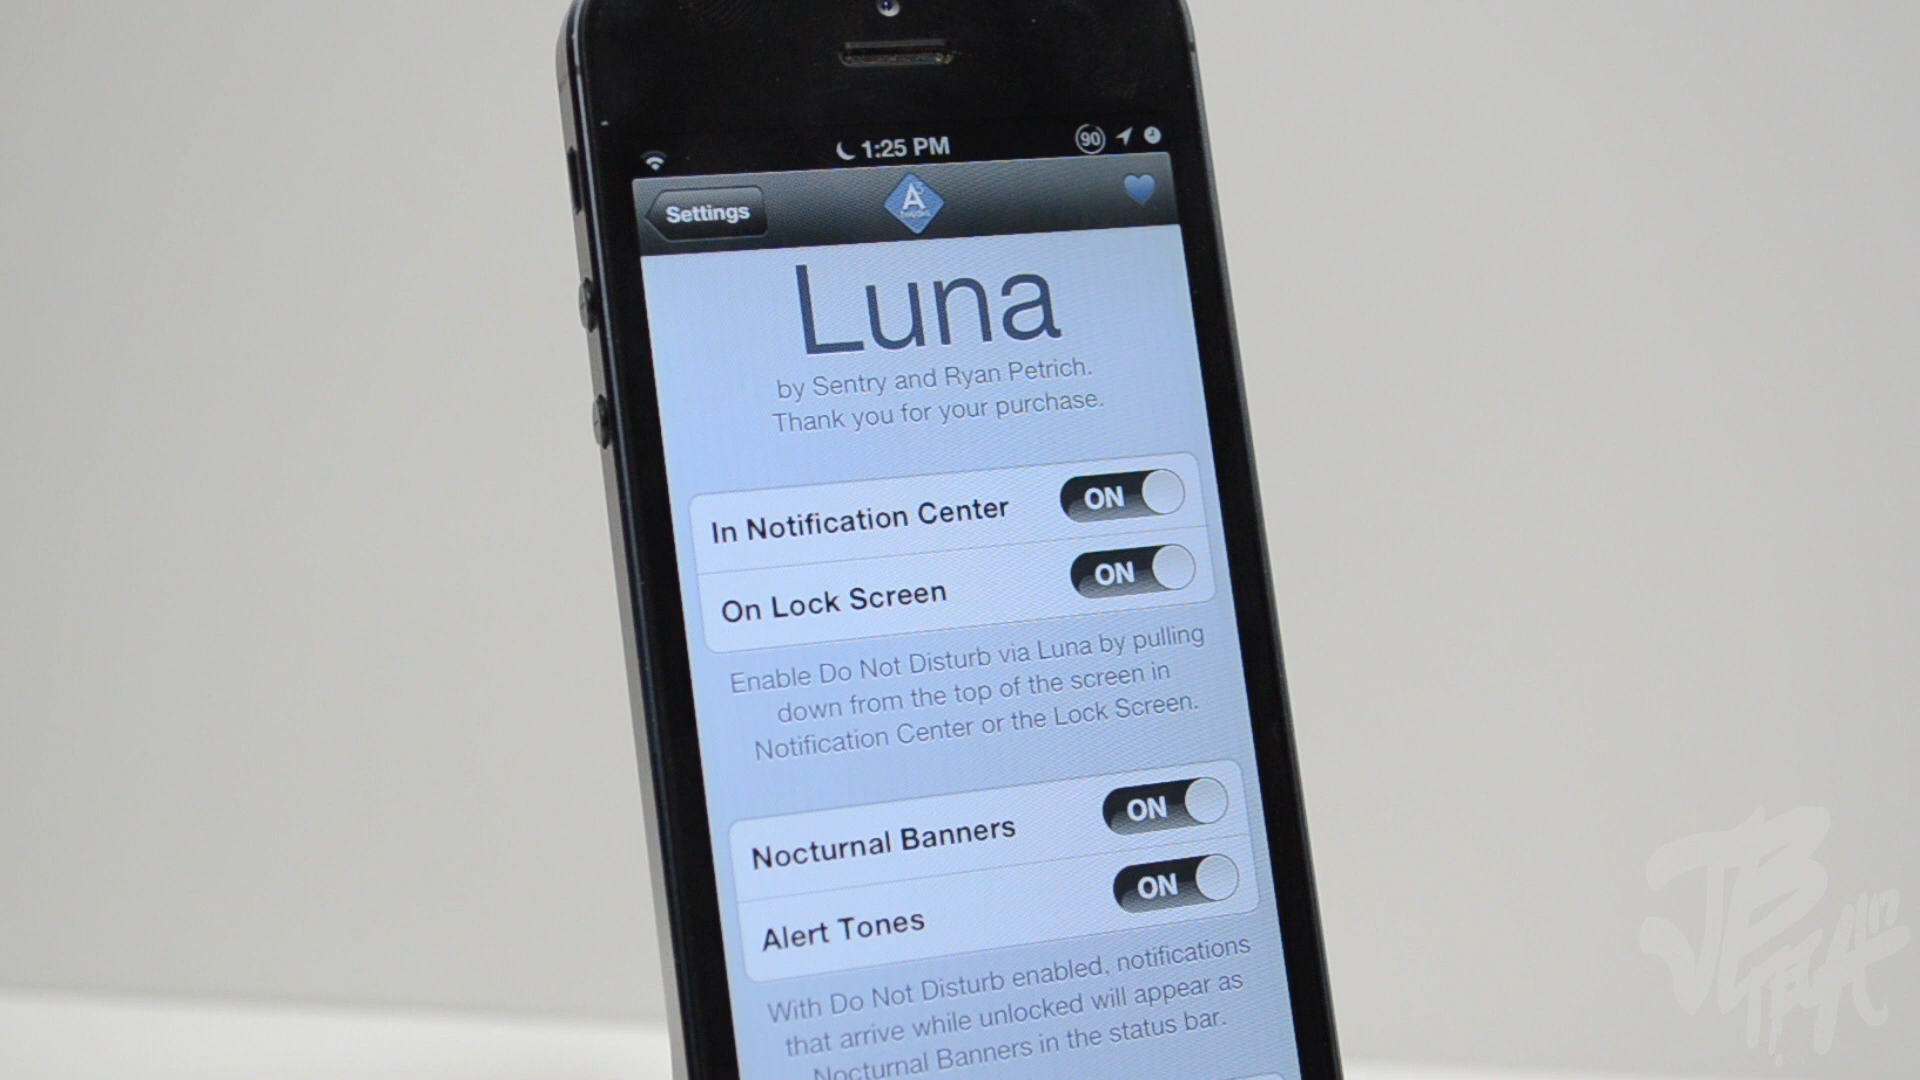 1:25 PM
90
Settings
A3
tweaks
Luna
by Sentry and Ryan Petrich.
Thank you for your purchase.
In Notification Center
ON
On Lock Screen
ON
Enable Do Not Disturb via Luna by pulling
down from the top of the screen in
Notification Center or the Lock Screen.
Nocturnal Banners
ON
Alert Tones
ON
With Do Not Disturb enabled, notifications
that arrive while unlocked will appear as
Nocturnal Banners in the status bar.